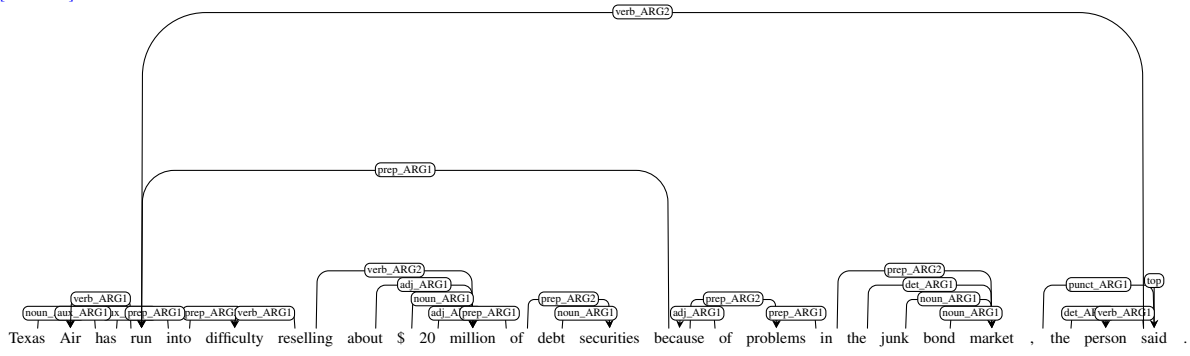 verb_ARG2
prep_ARG1
verb_ARG2 prep_ARG2
adj_ARG1 det_ARG1 top
verb_ARG1 noun_ARG1 prep_ARG2 prep_ARG2 noun_ARG1 punct_ARG1
aux_ARG1 prep_ARG1 verb_ARG1 prep_ARG1 noun_ARG1 adj_ARG1 prep_ARG1 noun_ARG1 verb_ARG1
Texas Air has run into difficulty reselling about $ 20 million of debt securities because of problems in the junk bond market , the person said .